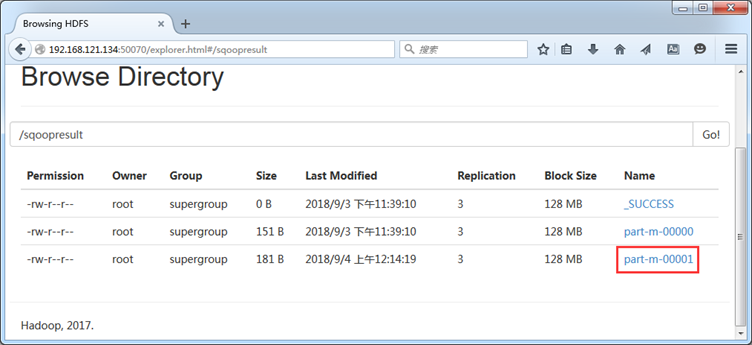 Browsing HDFS
192.168.121.134:50070/explorer.html#/sqoopresult
搜索
Browse Directory
/sqoopresult
Go!
Permission Owner Group Size Last Modified Replication Block Size Name
-rw-r--r-- root supergroup 0 B 2018/9/3 下午11:39:10 3 128 MB _SUCCESS
-rw-r--r-- root supergroup 151 B 2018/9/3 下午11:39:10 3 128 MB part-m-00000
-rw-r--r-- root supergroup 181 B 2018/9/4 上午12:14:19 3 128 MB part-m-00001
Hadoop, 2017.